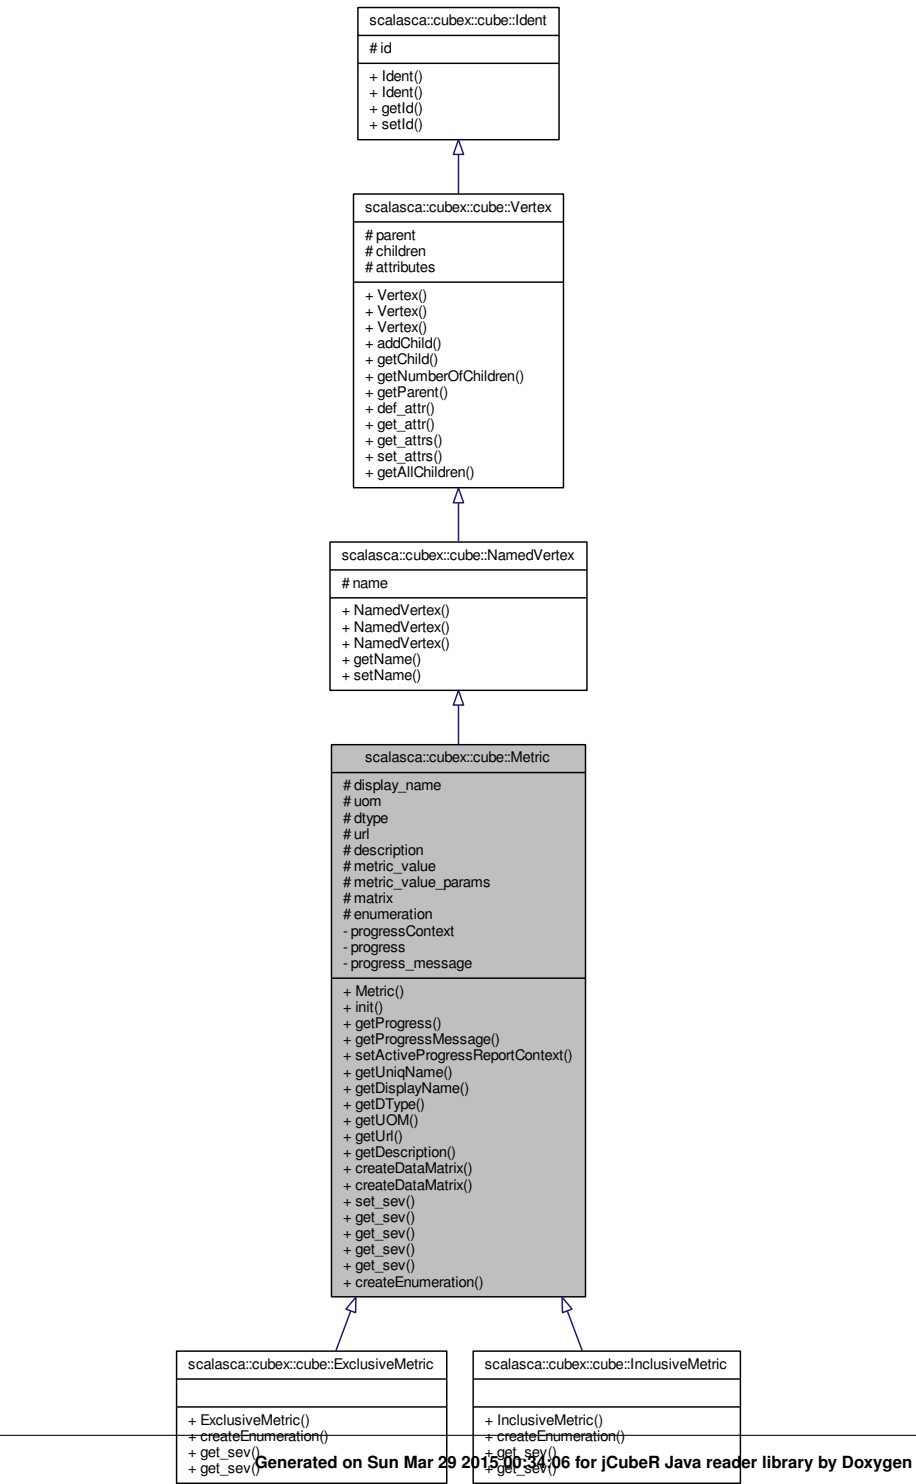 scalasca::cubex::cube::Ident
# id
+ Ident()
+ Ident()
+ getId()
+ setId()
scalasca::cubex::cube::Vertex
# parent
# children
# attributes
+ Vertex()
+ Vertex()
+ Vertex()
+ addChild()
+ getChild()
+ getNumberOfChildren()
+ getParent()
+ def_attr()
+ get_attr()
+ get_attrs()
+ set_attrs()
+ getAllChildren()
scalasca::cubex::cube::NamedVertex
# name
+ NamedVertex()
+ NamedVertex()
+ NamedVertex()
+ getName()
+ setName()
scalasca::cubex::cube::Metric
# display_name
# uom
# dtype
# url
# description
# metric_value
# metric_value_params
# matrix
# enumeration
- progressContext
- progress
- progress_message
+ Metric()
+ init()
+ getProgress()
+ getProgressMessage()
+ setActiveProgressReportContext()
+ getUniqName()
+ getDisplayName()
+ getDType()
+ getUOM()
+ getUrl()
+ getDescription()
+ createDataMatrix()
+ createDataMatrix()
+ set_sev()
+ get_sev()
+ get_sev()
+ get_sev()
+ get_sev()
+ createEnumeration()
scalasca::cubex::cube::ExclusiveMetric
+ ExclusiveMetric()
+ createEnumeration()
+ get_sev()
+ get_sev()
scalasca::cubex::cube::InclusiveMetric
+ InclusiveMetric()
+ createEnumeration()
+ get_sev()
+ get_sev()
Generated on Sun Mar 29 2015 00:34:06 for jCubeR Java reader library by Doxygen